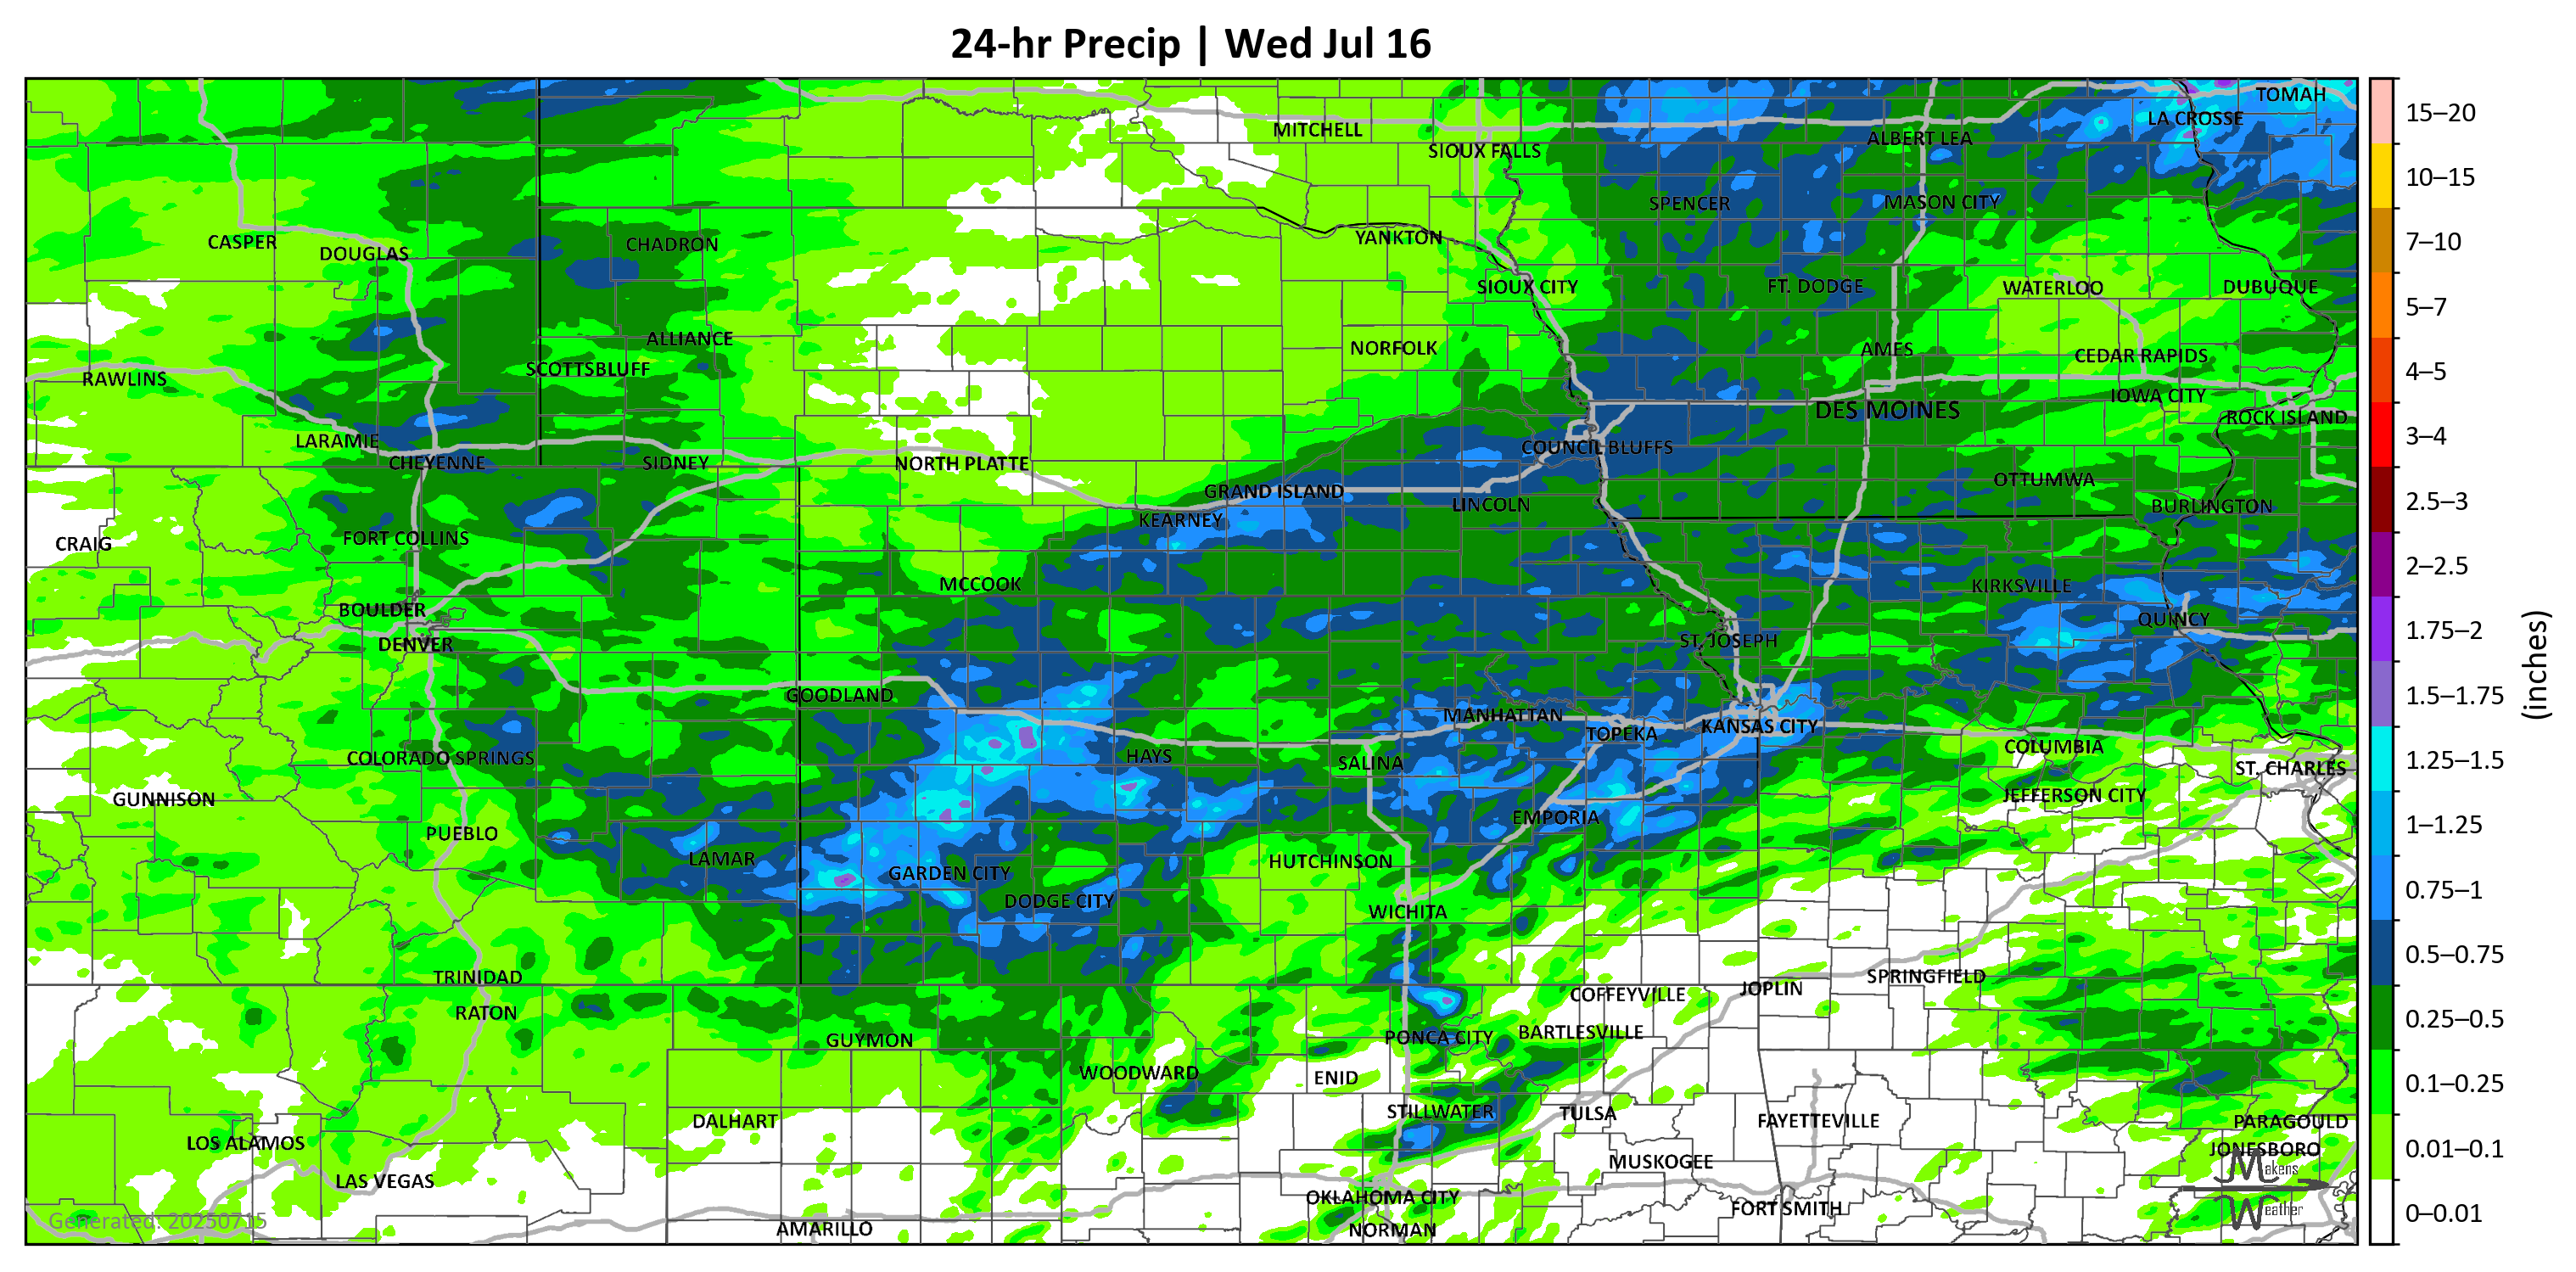 24-hr Precip | Wed Jul 16
TOMAH
LA CROSSE
MITCHELL
ALBERT LEA
SIOUX FALLS
SPENCER
MASON CITY
CASPER
DOUGLAS
CHADRON
YANKTON
SIOUX CITY
FT. DODGE
WATERLOO
DUBUQUE
ALLIANCE
NORFOLK
AMES
CEDAR RAPIDS
RAWLINS
SCOTTSBLUFF
IOWA CITY
DES MOINES
ROCK ISLAND
LARAMIE
COUNCIL BLUFFS
CHEYENNE
SIDNEY
NORTH PLATTE
OTTUMWA
GRAND ISLAND
LINCOLN
BURLINGTON
KEARNEY
CRAIG
FORT COLLINS
MCCOOK
KIRKSVILLE
BOULDER
QUINCY
DENVER
ST. JOSEPH
GOODLAND
MANHATTAN
KANSAS CITY
TOPEKA
COLUMBIA
COLORADO SPRINGS
HAYS
SALINA
ST. CHARLES
GUNNISON
JEFFERSON CITY
EMPORIA
PUEBLO
LAMAR
HUTCHINSON
GARDEN CITY
DODGE CITY
WICHITA
TRINIDAD
SPRINGFIELD
JOPLIN
COFFEYVILLE
RATON
GUYMON
PONCA CITY
BARTLESVILLE
WOODWARD
ENID
STILLWATER
TULSA
DALHART
FAYETTEVILLE
PARAGOULD
LOS ALAMOS
JONESBORO
MUSKOGEE
LAS VEGAS
OKLAHOMA CITY
FORT SMITH
AMARILLO
NORMAN
Generated: 20250715
Makens
Weather
15–20
10–15
7–10
5–7
4–5
3–4
2.5–3
2–2.5
1.75–2
1.5–1.75
1.25–1.5
1–1.25
0.75–1
0.5–0.75
0.25–0.5
0.1–0.25
0.01–0.1
0–0.01
(inches)